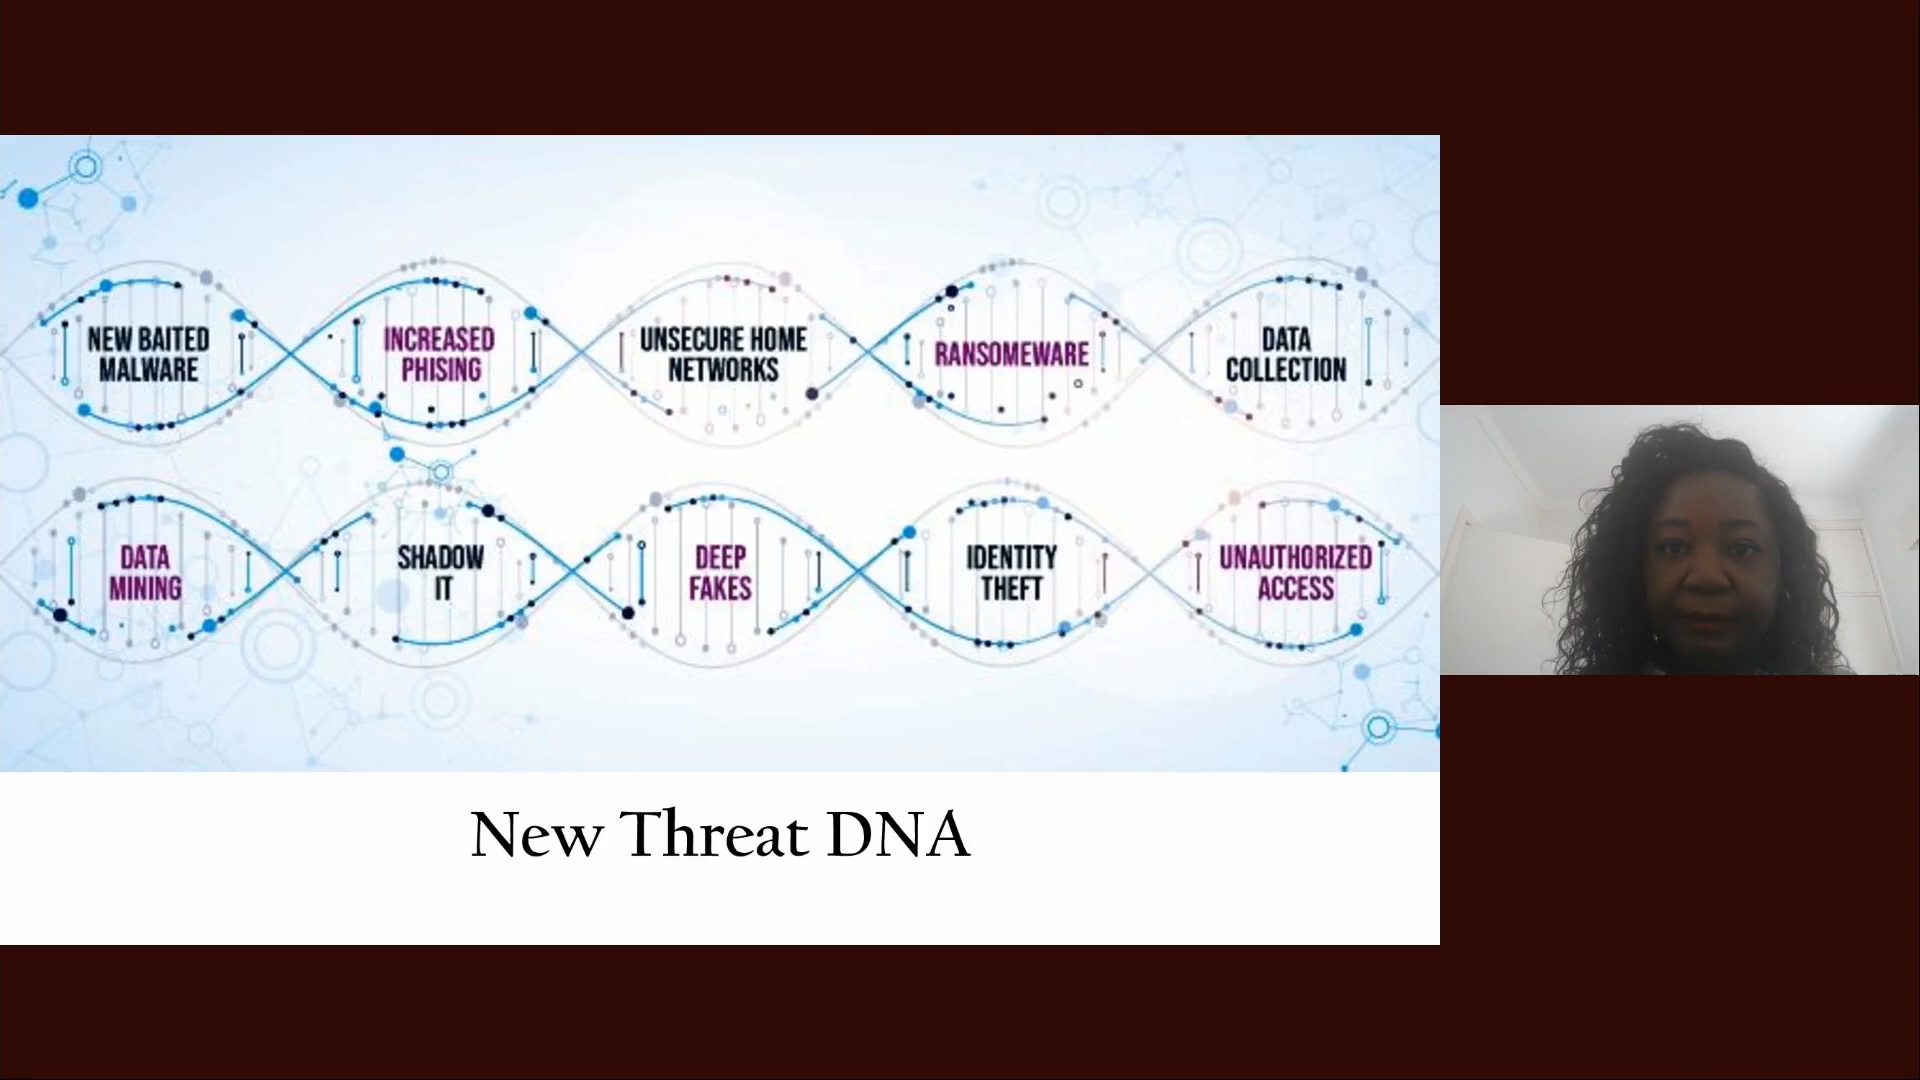 NEW BAITED
MALWARE
INCREASED
PHISING
UNSECURE HOME
NETWORKS
RANSOMEWARE
DATA
COLLECTION
DATA
MINING
SHADOW
IT
DEEP
FAKES
IDENTITY
THEFT
UNAUTHORIZED
ACCESS
New Threat DNA